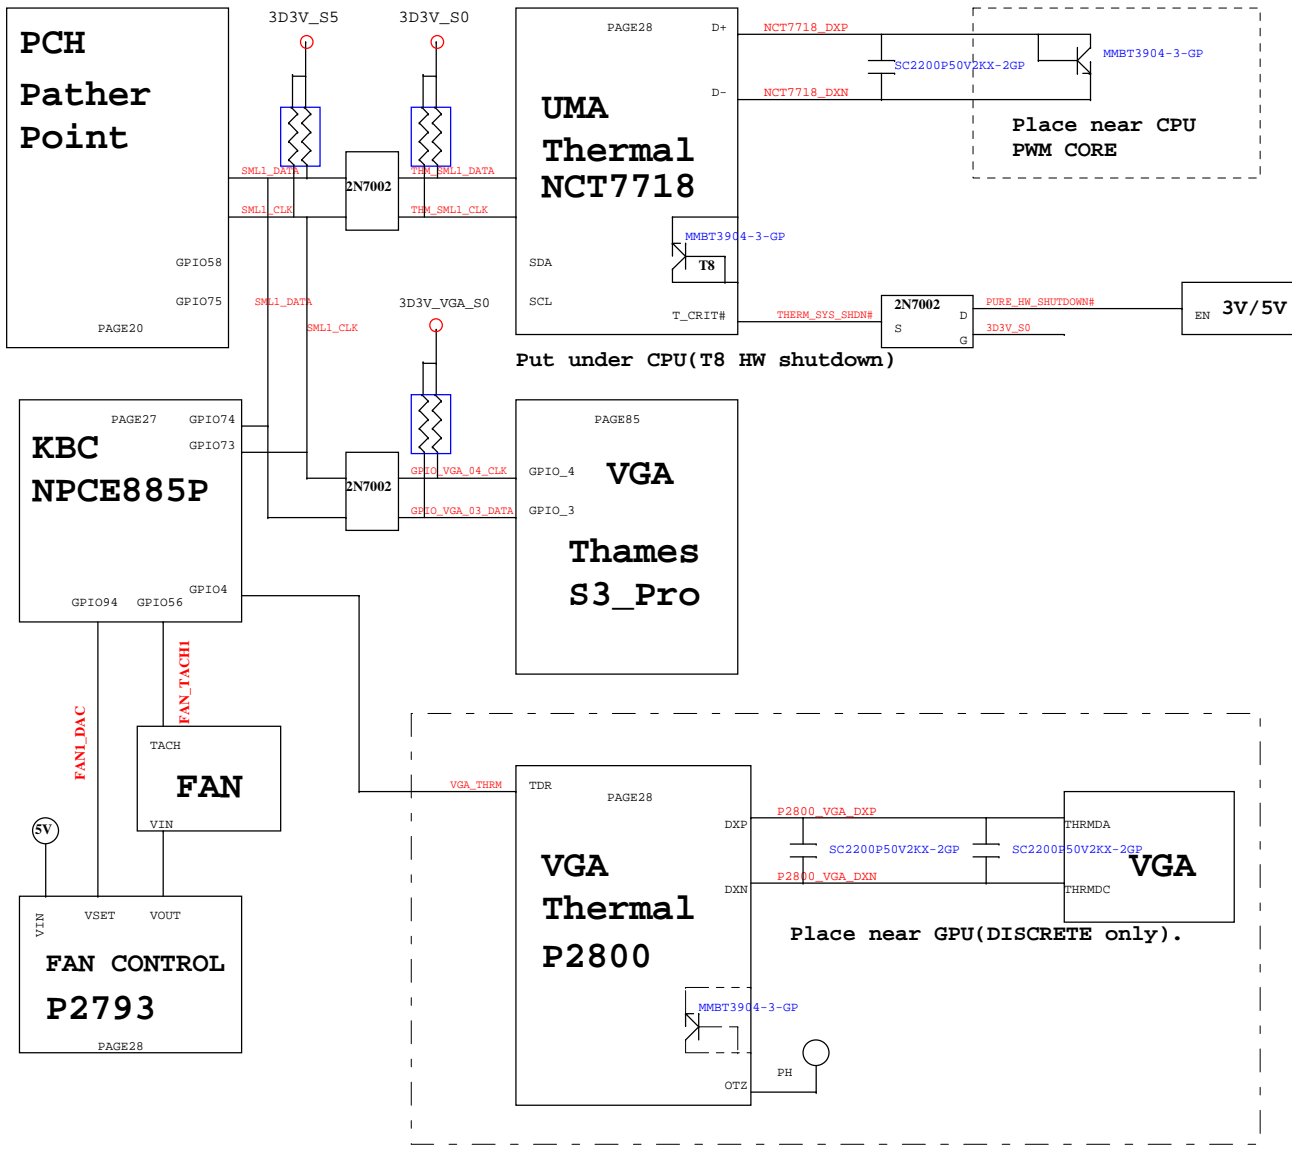 3D3V_S5
3D3V_S0
PCH
Pather
Point
SML1_DATA
SML1_CLK
GPIO58
GPIO75
PAGE20
2N7002
THM_SML1_DATA
THM_SML1_CLK
PAGE28
D+
D-
UMA
Thermal
NCT7718
MMBT3904-3-GP
T8
SDA
SCL
T_CRIT#
NCT7718_DXP
NCT7718_DXN
SC2200P50V2KX-2GP
MMBT3904-3-GP
Place near CPU
PWM CORE
THERM_SYS_SHDN#
2N7002
S
D
G
PURE_HW_SHUTDOWN#
3D3V_S0
EN
3V/5V
Put under CPU(T8 HW shutdown)
SML1_DATA
SML1_CLK
3D3V_VGA_S0
PAGE27
GPIO74
GPIO73
KBC
NPCE885P
GPIO4
GPIO94
GPIO56
2N7002
GPIO_VGA_04_CLK
GPIO_VGA_03_DATA
PAGE85
GPIO_4
GPIO_3
VGA
Thames
S3_Pro
FAN1_DAC
FAN_TACH1
TACH
FAN
VIN
5V
VIN
VSET
VOUT
FAN CONTROL
P2793
PAGE28
VGA_THRM
TDR
PAGE28
DXP
DXN
VGA
Thermal
P2800
MMBT3904-3-GP
OTZ
PH
P2800_VGA_DXP
SC2200P50V2KX-2GP
SC2200P50V2KX-2GP
P2800_VGA_DXN
THRMDA
VGA
THRMDC
Place near GPU(DISCRETE only).